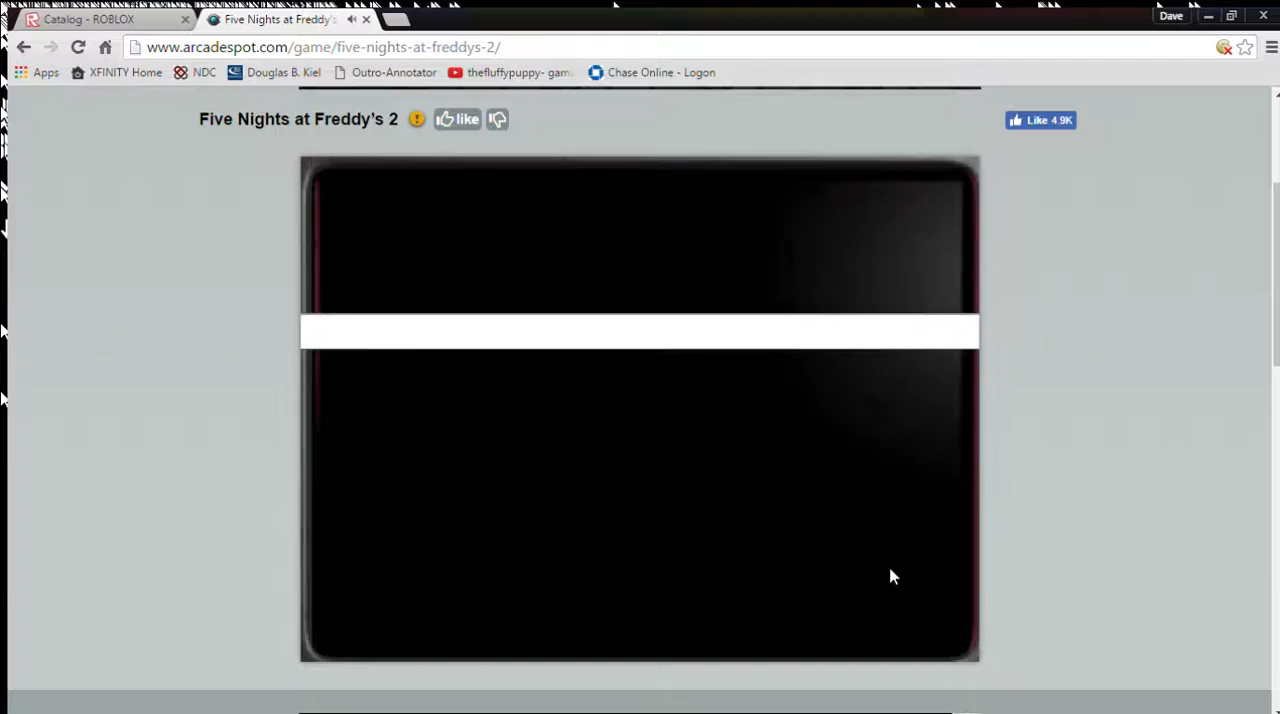 Catalog - ROBLOX
Five Nights at Freddy's
Dave
www.arcadespot.com/game/five-nights-at-freddys-2/
Apps
XFINITY Home
NDC
Douglas B. Kiel
Outro-Annotator
thefluffypuppy- gam
Chase Online - Logon
Five Nights at Freddy's 2
like
Like 4.9K